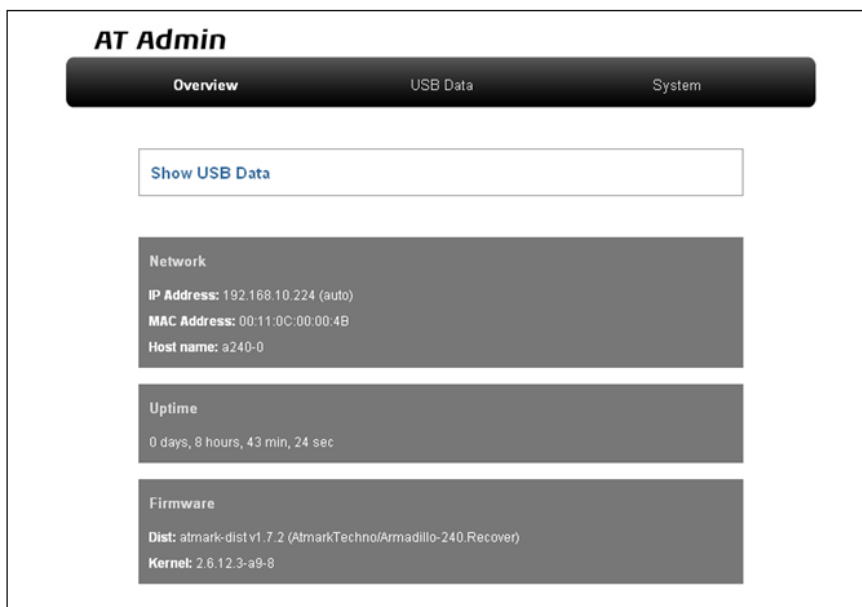 AT Admin
Overview USB Data System
Show USB Data
Network
IP Address: 192.168.10.224 (auto)
MAC Address: 00:11:0C:00:00:4B
Host name: a240-0
Uptime
0 days, 8 hours, 43 min, 24 sec
Firmware
Dist: atmark-dist v1.7.2 (AtmarkTechno/Armadillo-240.Recover)
Kernel: 2.6.12.3-a9-8